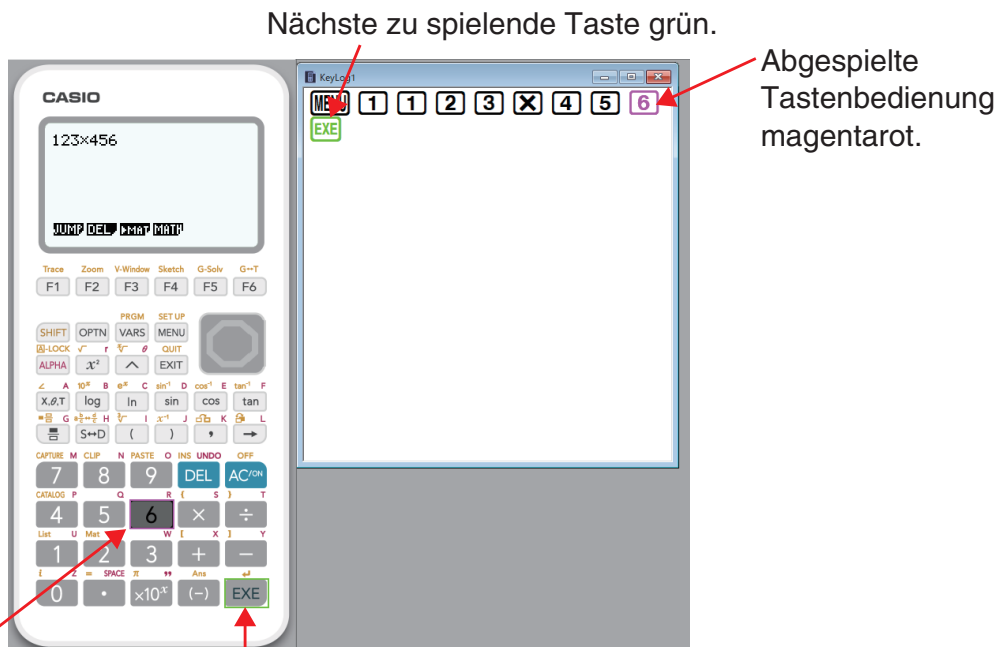 Nächste zu spielende Taste grün.
KeyLog1
Abgespielte
Tastenbedienung
magentarot.
MENU 1 1 2 3 × 4 5 6
EXE
CASIO
123×456
JUMP DEL ▶MAT MATH
Trace Zoom V-Window Sketch G-Solv G↔T
F1 F2 F3 F4 F5 F6
PRGM SET UP
SHIFT OPTN VARS MENU
A-LOCK √ r θ QUIT
ALPHA x² ^ EXIT
∠ A 10ˣ B eˣ C sin⁻¹ D cos⁻¹ E tan⁻¹ F
X,θ,T log ln sin cos tan
G H I x⁻¹ J K L
S↔D ( ) , →
CAPTURE M CLIP N PASTE O INS UNDO OFF
7 8 9 DEL AC/ON
CATALOG P Q R { S } T
4 5 6 × ÷
List U Mat W [ X ] Y
1 2 3 + −
i Z = SPACE π " Ans ↵
0 • ×10ˣ (−) EXE